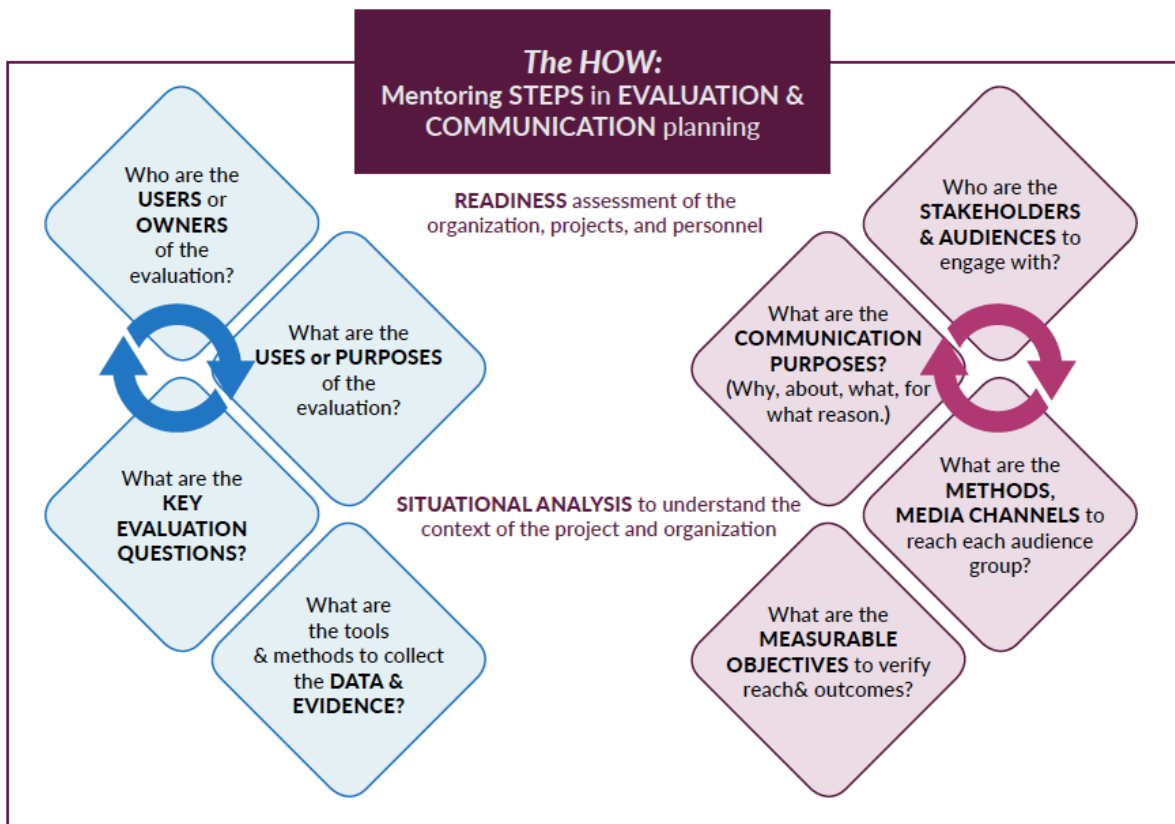 The HOW:
Mentoring STEPS in EVALUATION &
COMMUNICATION planning
READINESS assessment of the
organization, projects, and personnel
Who are the
USERS or
OWNERS
of the
evaluation?
What are the
USES or PURPOSES
of the
evaluation?
What are the
KEY
EVALUATION
QUESTIONS?
What are
the tools
& methods to collect
the DATA &
EVIDENCE?
SITUATIONAL ANALYSIS to understand the
context of the project and organization
Who are the
STAKEHOLDERS
& AUDIENCES to
engage with?
What are the
COMMUNICATION
PURPOSES?
(Why, about, what, for
what reason.)
What are the
METHODS,
MEDIA CHANNELS to
reach each audience
group?
What are the
MEASURABLE
OBJECTIVES to verify
reach& outcomes?